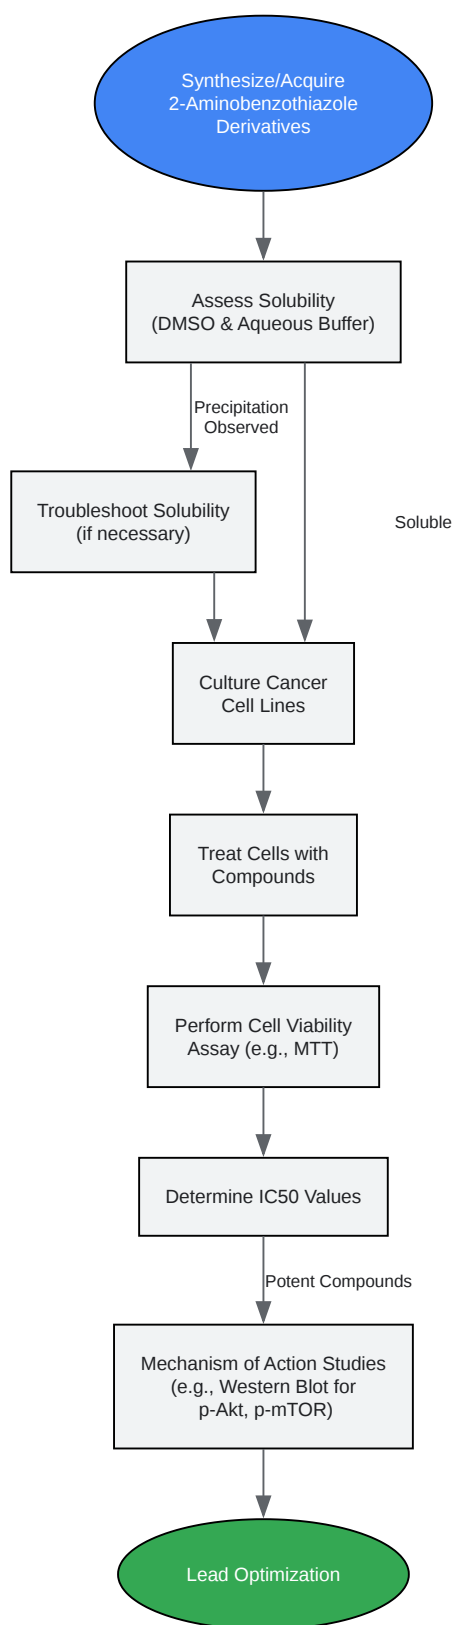 Synthesize/Acquire
2-Aminobenzothiazole
Derivatives
Assess Solubility
(DMSO & Aqueous Buffer)
Precipitation
Observed
Troubleshoot Solubility
(if necessary)
Soluble
Culture Cancer
Cell Lines
Treat Cells with
Compounds
Perform Cell Viability
Assay (e.g., MTT)
Determine IC50 Values
Potent Compounds
Mechanism of Action Studies
(e.g., Western Blot for
p-Akt, p-mTOR)
Lead Optimization